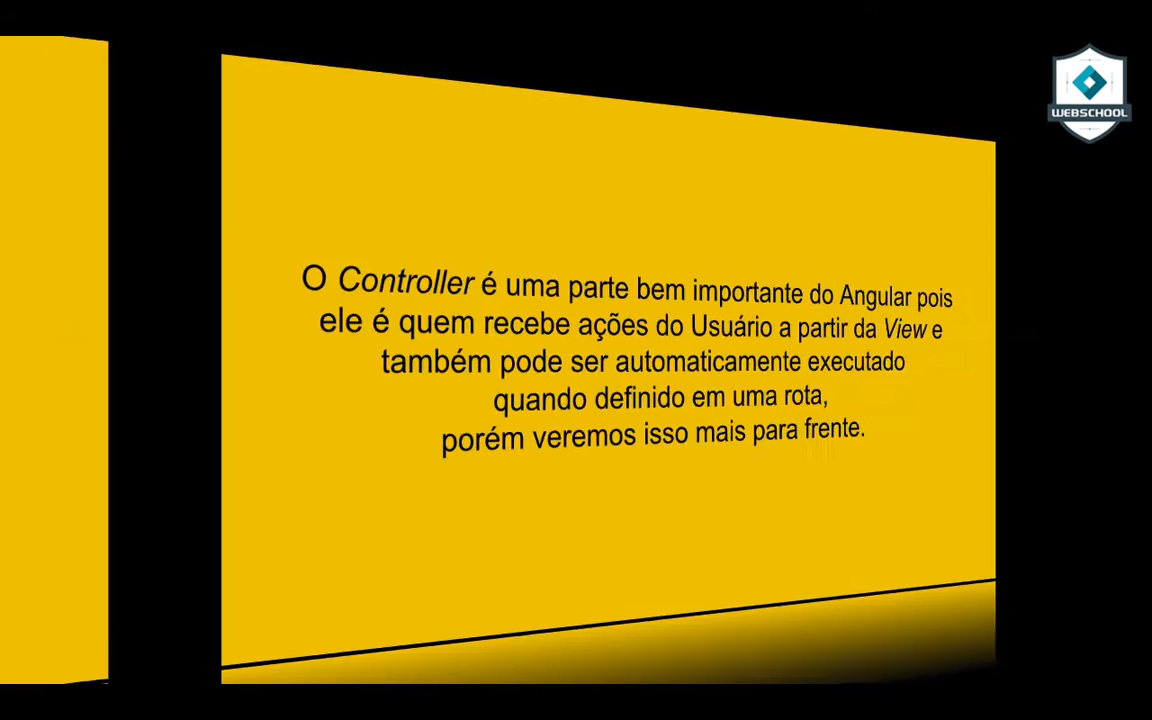 WEBSCHOOL
O Controller é uma parte bem importante do Angular pois
ele é quem recebe ações do Usuário a partir da View e
também pode ser automaticamente executado
quando definido em uma rota,
porém veremos isso mais para frente.